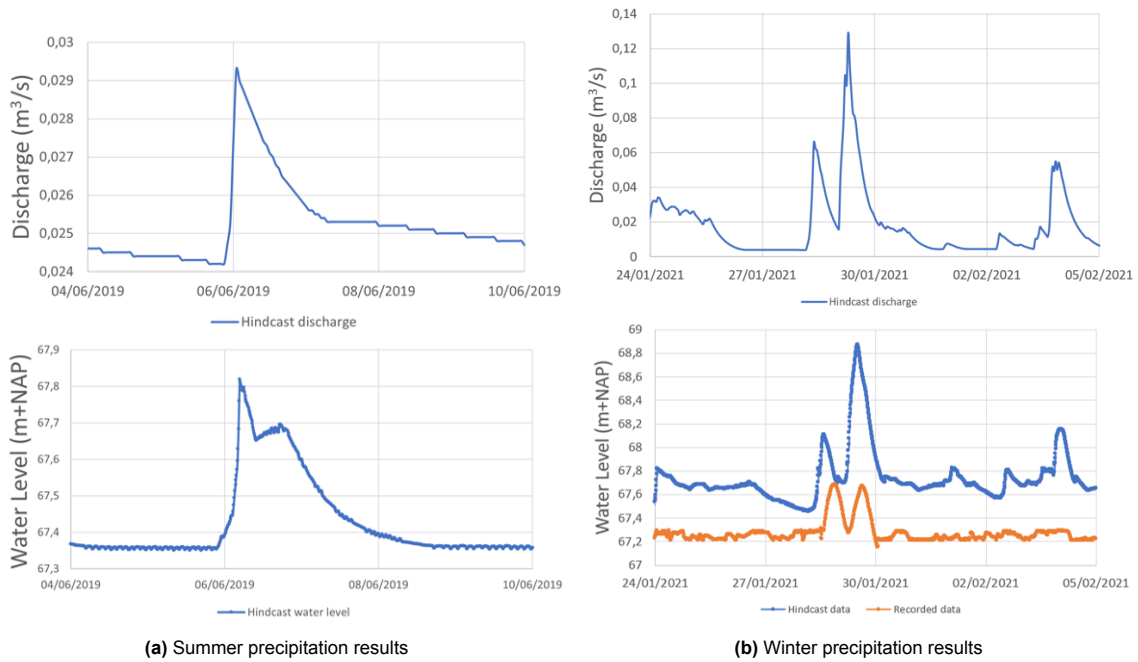 0,03
0,029
0,028
0,027
0,026
0,025
0,024
Discharge (m³/s)
04/06/2019 06/06/2019 08/06/2019 10/06/2019
Hindcast discharge
0,14
0,12
0,1
0,08
0,06
0,04
0,02
0
Discharge (m³/s)
24/01/2021 27/01/2021 30/01/2021 02/02/2021 05/02/2021
Hindcast discharge
67,9
67,8
67,7
67,6
67,5
67,4
67,3
Water Level (m+NAP)
04/06/2019 06/06/2019 08/06/2019 10/06/2019
Hindcast water level
69
68,8
68,6
68,4
68,2
68
67,8
67,6
67,4
67,2
67
Water Level (m+NAP)
24/01/2021 27/01/2021 30/01/2021 02/02/2021 05/02/2021
Hindcast data Recorded data
(a) Summer precipitation results
(b) Winter precipitation results